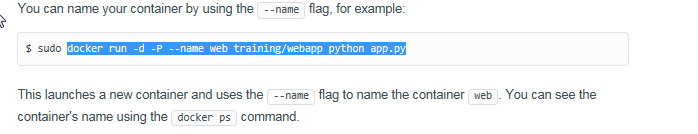 You can name your container by using the --name flag, for example:
$ sudo docker run -d -P --name web training/webapp python app.py
This launches a new container and uses the --name flag to name the container web . You can see the
container's name using the docker ps command.